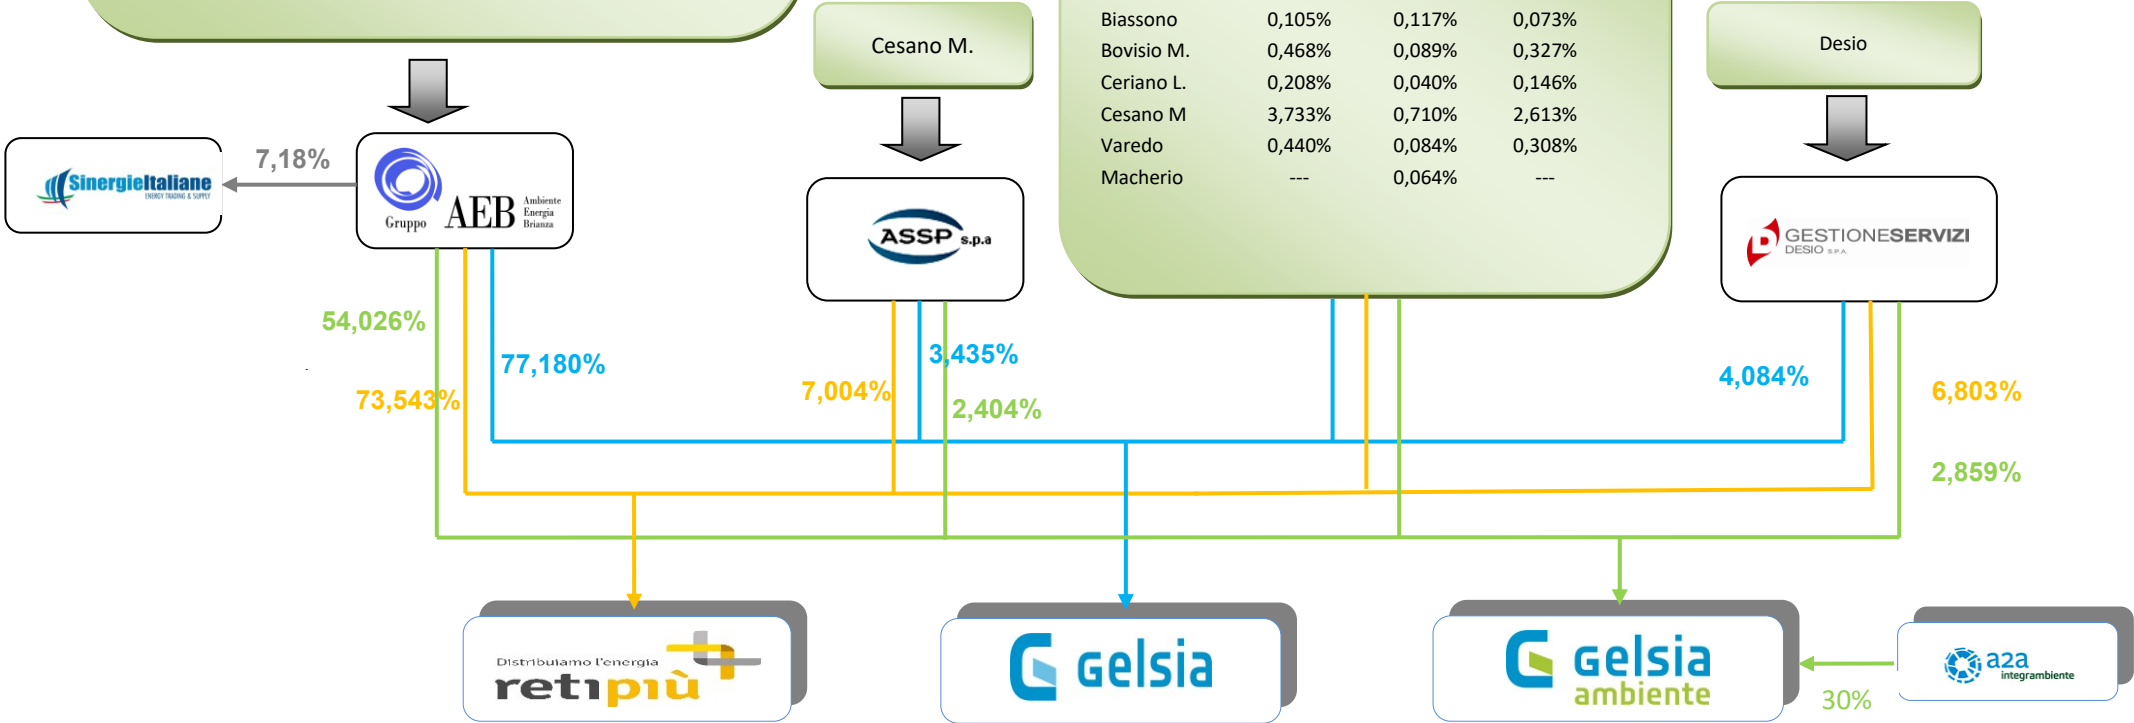 Biassono 0,105% 0,117% 0,073%
Bovisio M. 0,468% 0,089% 0,327%
Ceriano L. 0,208% 0,040% 0,146%
Cesano M 3,733% 0,710% 2,613%
Varedo 0,440% 0,084% 0,308%
Macherio --- 0,064% ---
Cesano M.
Desio
7,18%
SinergieItaliane
ENERGY TRADING & SUPPLY
Gruppo AEB Ambiente
Energia
Brianza
ASSP s.p.a
GESTIONESERVIZI
DESIO S.P.A.
54,026%
77,180%
73,543%
3,435%
7,004%
2,404%
4,084%
6,803%
2,859%
Distribuiamo l'energia
retipiù
Gelsia
Gelsia
ambiente
a2a
integrambiente
30%